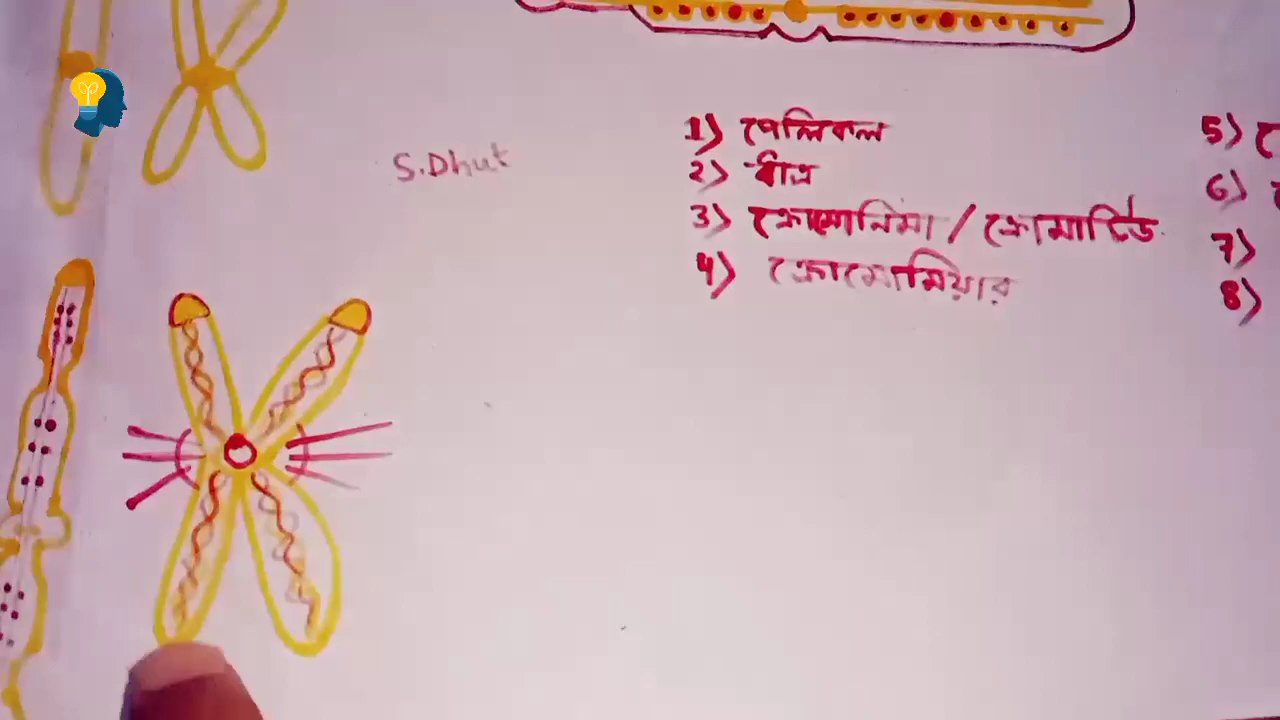 1) পেলিকল
2) ধাত্র
3) ক্রোমোনিমা / ক্রোমাটিড
4) ক্রোমোমিয়ার
5)
6)
7)
8)
S.Dhut